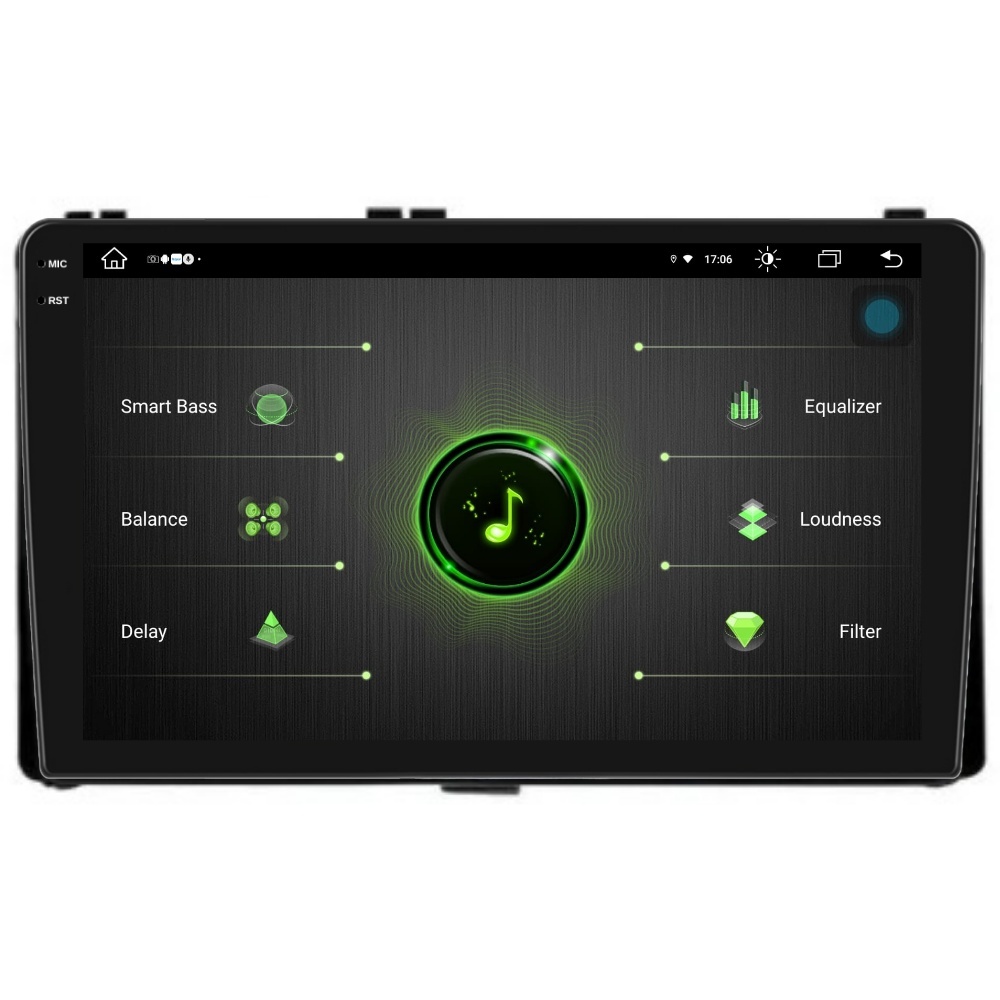 MIC
17:06
RST
Smart Bass
Equalizer
Balance
Loudness
Delay
Filter